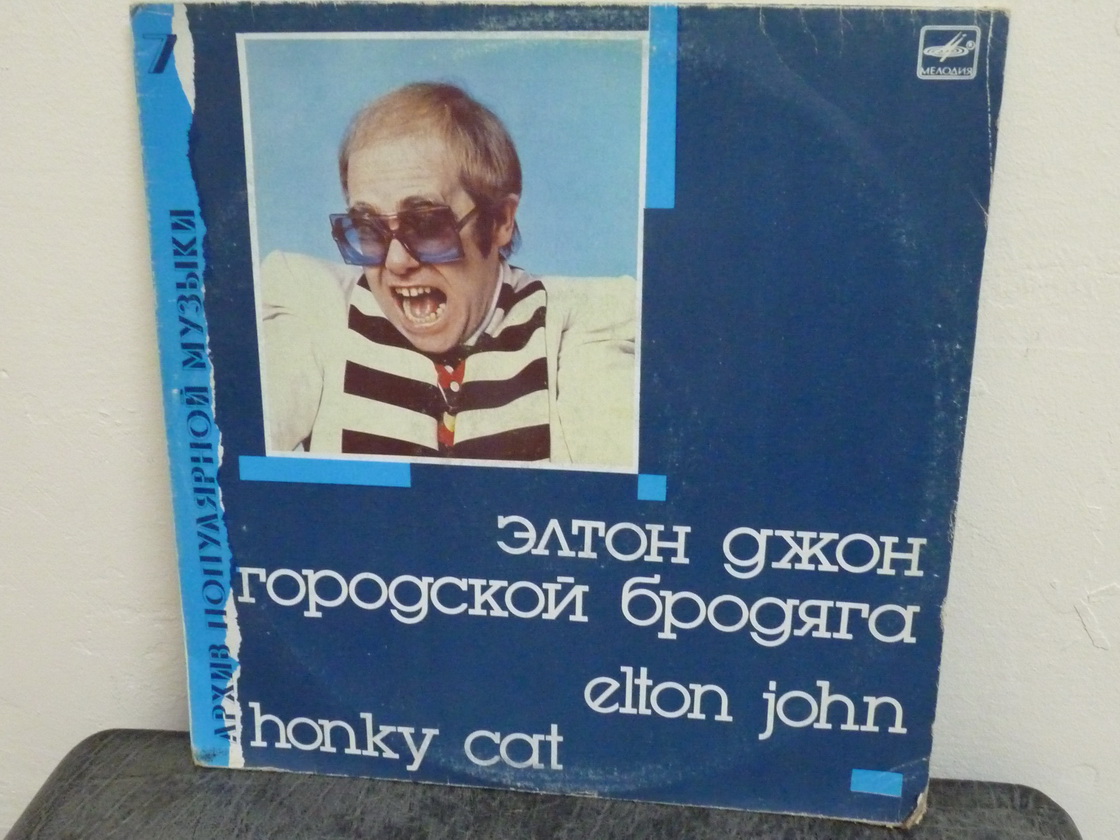 7
АРХИВ ПОПУЛЯРНОЙ МУЗЫКИ
МЕЛОДИЯ
элтон джон
городской бродяга
elton john
honky cat